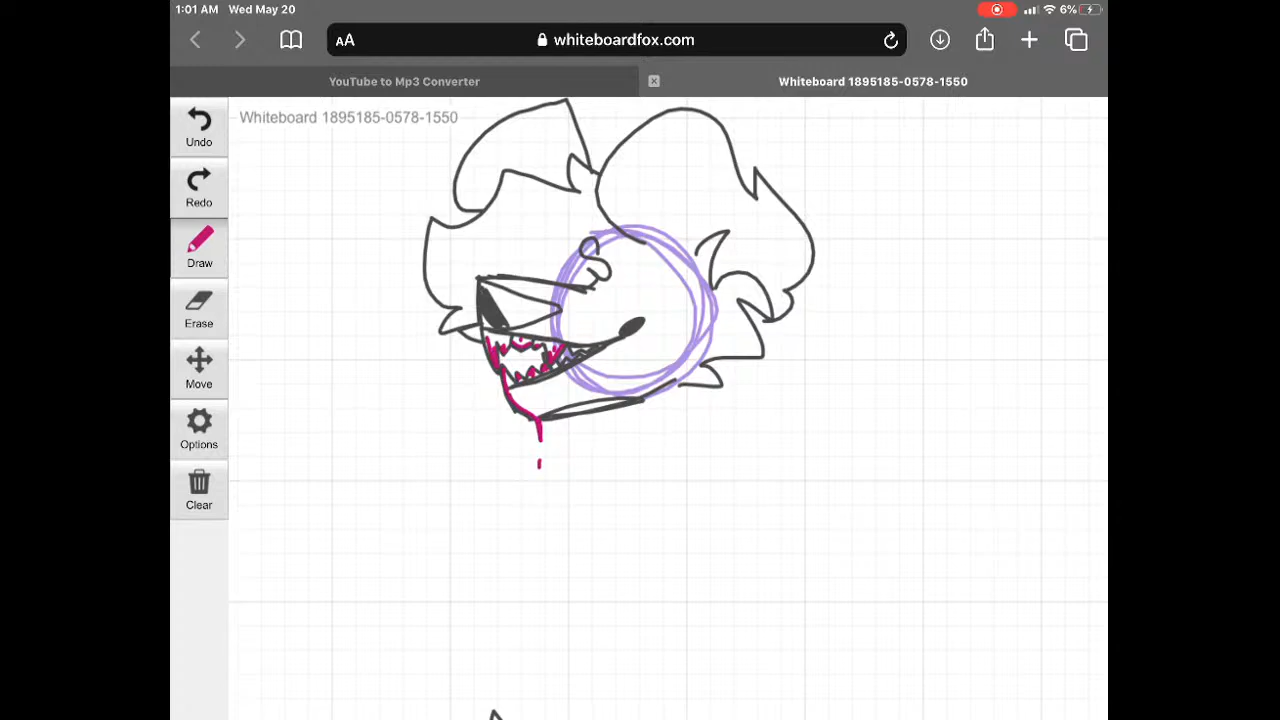 1:01 AM Wed May 20
6%
AA
whiteboardfox.com
YouTube to Mp3 Converter
Whiteboard 1895185-0578-1550
Whiteboard 1895185-0578-1550
Undo
Redo
Draw
Erase
Move
Options
Clear